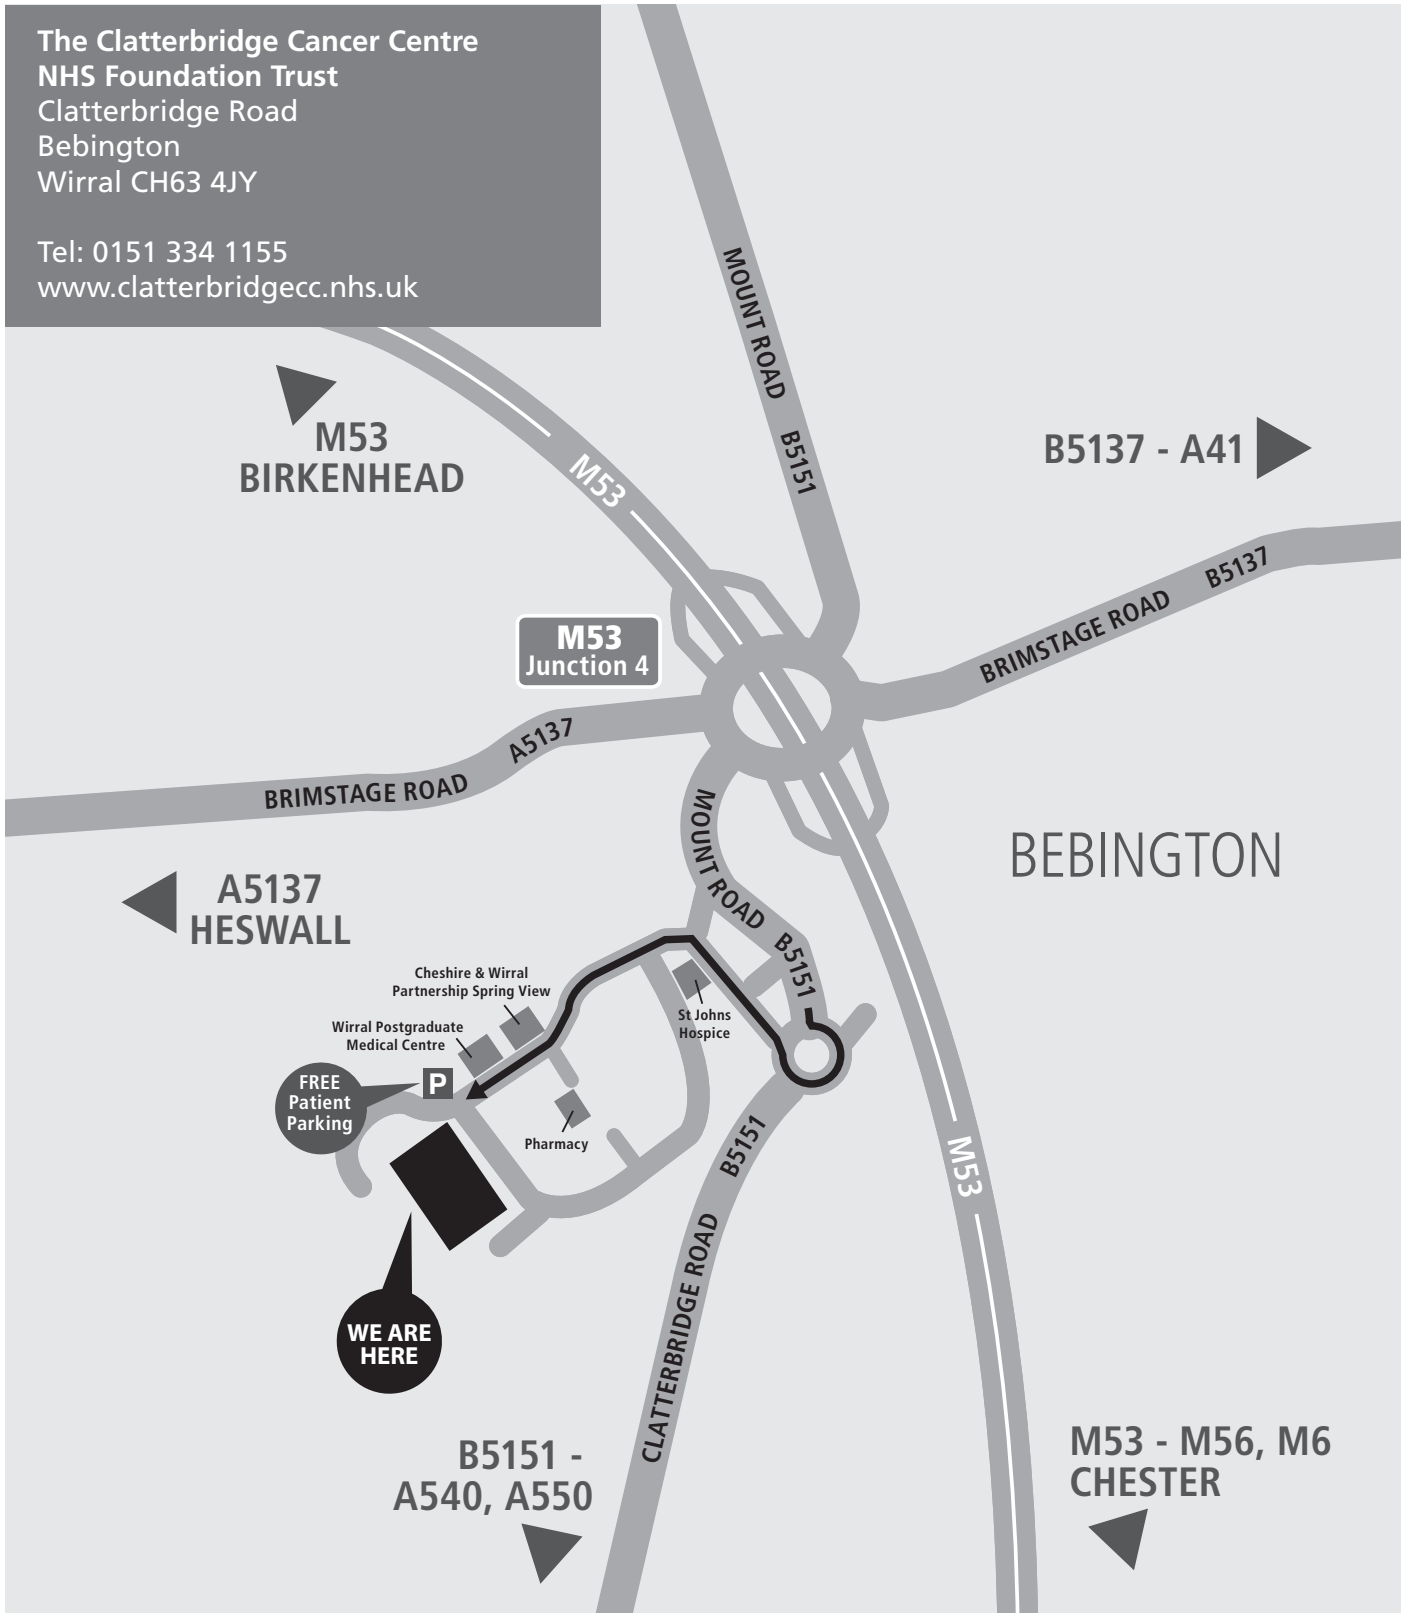 The Clatterbridge Cancer Centre
NHS Foundation Trust
Clatterbridge Road
Bebington
Wirral CH63 4JY
Tel: 0151 334 1155
www.clatterbridgecc.nhs.uk
MOUNT ROAD B5151
M53
BIRKENHEAD
M53
B5137 - A41
BRIMSTAGE ROAD B5137
M53
Junction 4
BRIMSTAGE ROAD A5137
MOUNT ROAD B5151
BEBINGTON
A5137
HESWALL
Cheshire & Wirral
Partnership Spring View
Wirral Postgraduate
Medical Centre
St Johns
Hospice
FREE
Patient
Parking
P
Pharmacy
CLATTERBRIDGE ROAD B5151
M53
WE ARE
HERE
B5151 -
A540, A550
M53 - M56, M6
CHESTER